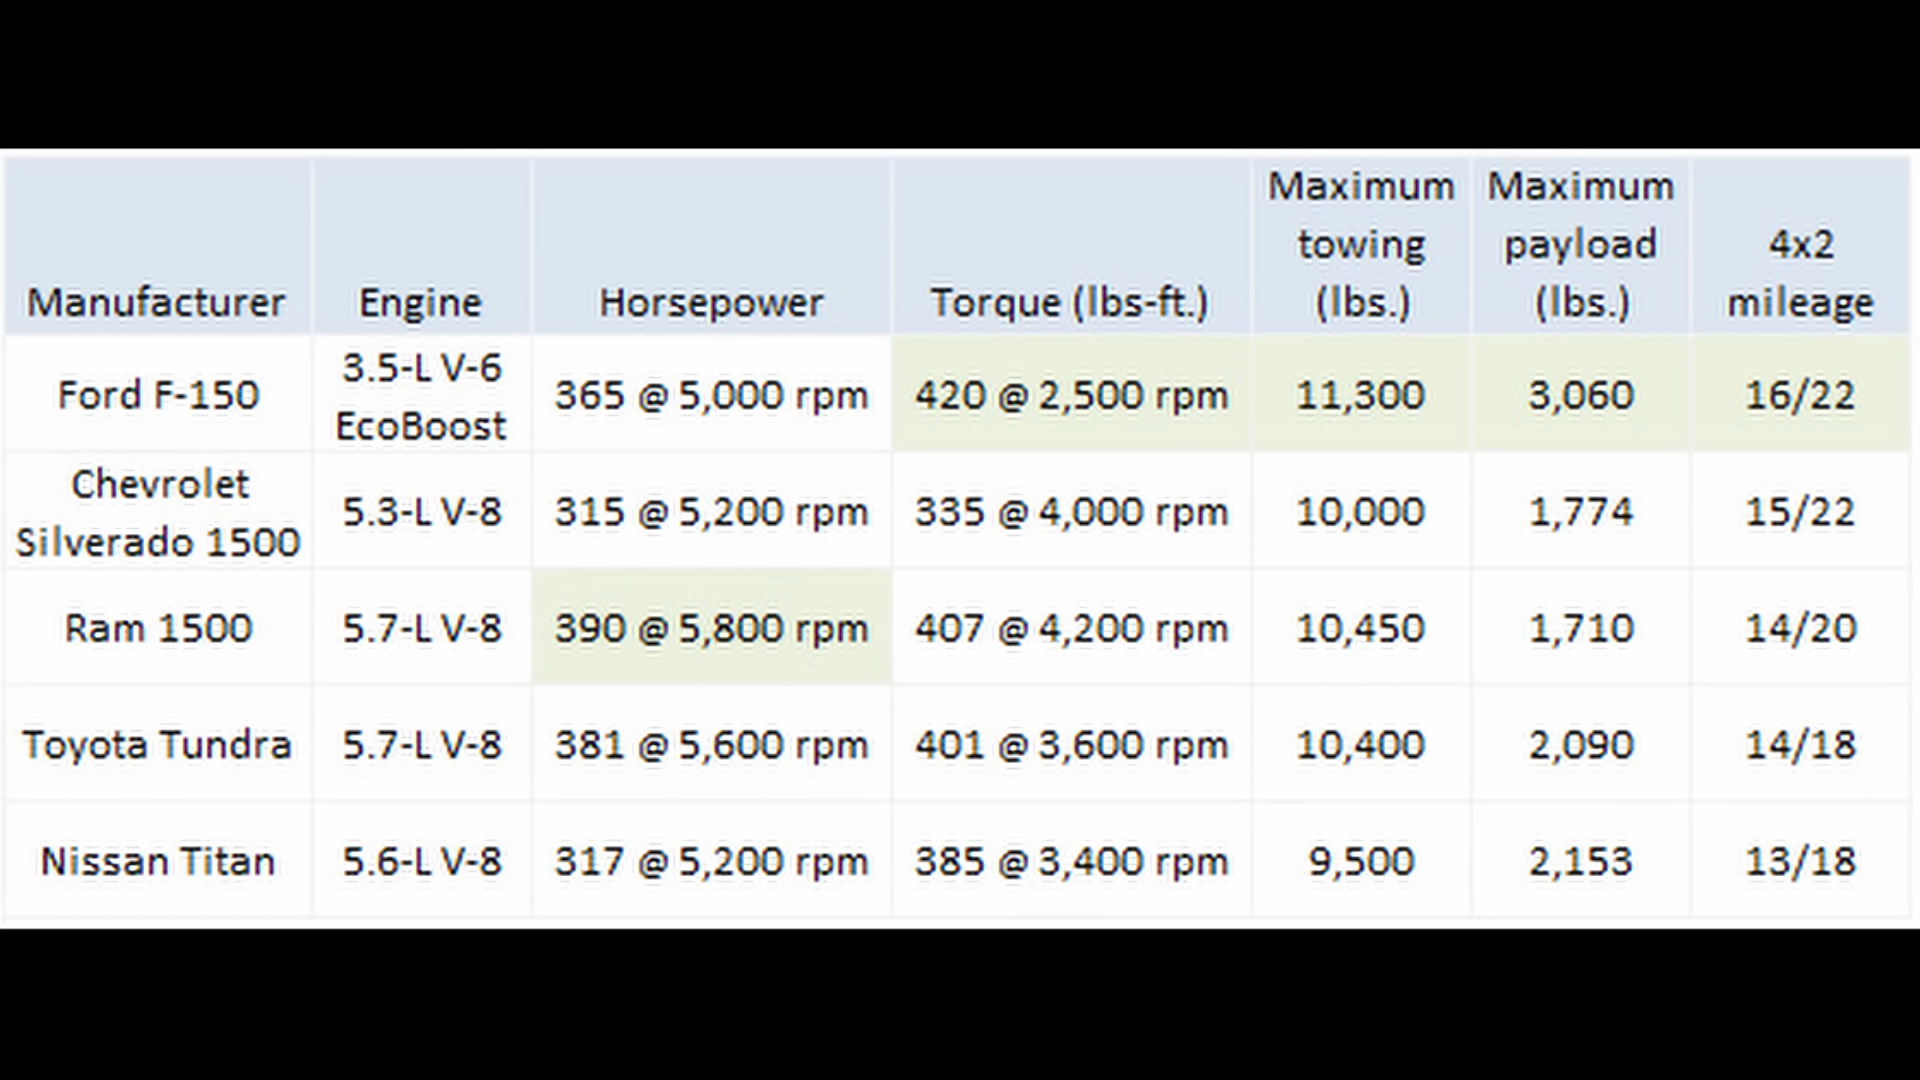 Manufacturer Engine Horsepower Torque (lbs-ft.) Maximum towing (lbs.) Maximum payload (lbs.) 4x2 mileage
Ford F-150 3.5-L V-6 EcoBoost 365 @ 5,000 rpm 420 @ 2,500 rpm 11,300 3,060 16/22
Chevrolet Silverado 1500 5.3-L V-8 315 @ 5,200 rpm 335 @ 4,000 rpm 10,000 1,774 15/22
Ram 1500 5.7-L V-8 390 @ 5,800 rpm 407 @ 4,200 rpm 10,450 1,710 14/20
Toyota Tundra 5.7-L V-8 381 @ 5,600 rpm 401 @ 3,600 rpm 10,400 2,090 14/18
Nissan Titan 5.6-L V-8 317 @ 5,200 rpm 385 @ 3,400 rpm 9,500 2,153 13/18